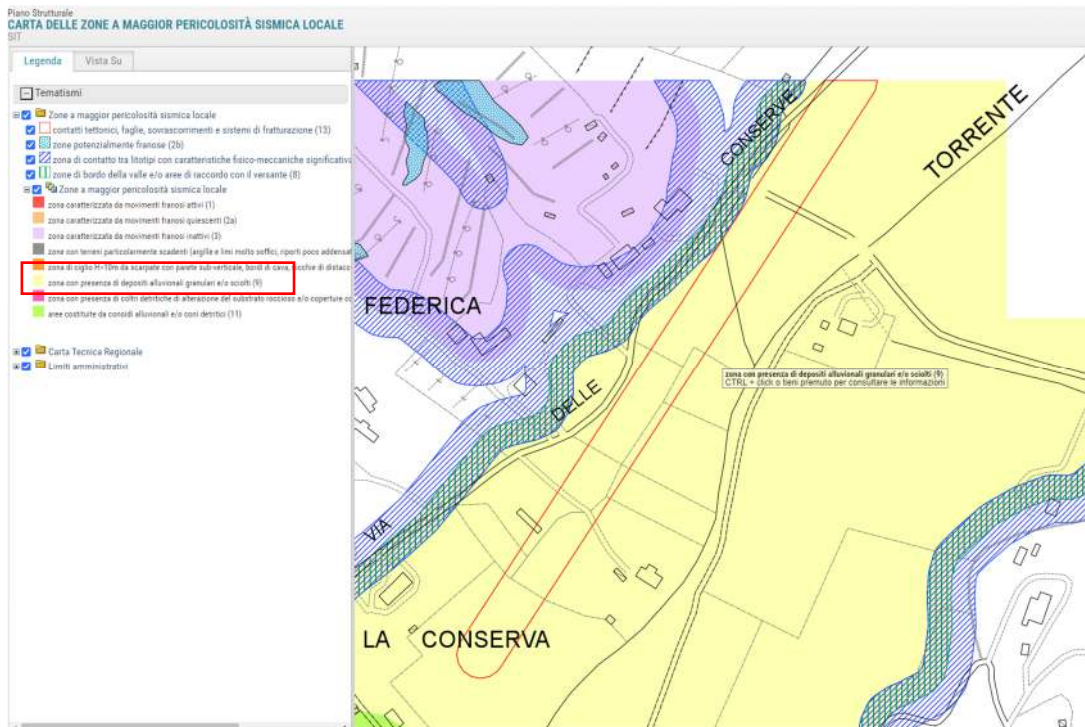 Piano Strutturale
CARTA DELLE ZONE A MAGGIOR PERICOLOSITÀ SISMICA LOCALE
SIT
Legenda
Vista Su
Tematismi
Zone a maggior pericolosità sismica locale
contatti tettonici, faglie, sovrascorrimenti e sistemi di fratturazione (13)
zone potenzialmente franose (2b)
zona di contatto tra litotipi con caratteristiche fisico-meccaniche significativa
zone di bordo della valle e/o aree di raccordo con il versante (8)
Zone a maggior pericolosità sismica locale
zona caratterizzata da movimenti franosi attivi (1)
zona caratterizzata da movimenti franosi quiescenti (2a)
zona caratterizzata da movimenti franosi inattivi (3)
zona con terreni particolarmente scadenti (argille e limi molto soffici, riporti poco addensat
zona di ciglio H>10m da scarpate con parete sub-verticale, bordi di cava, nicchie di distacco
zona con presenza di depositi alluvionali granulari e/o sciolti (9)
zona con presenza di coltri detritiche di alterazione del substrato roccioso e/o coperture co
aree costituite da conoidi alluvionali e/o coni detritici (11)
Carta Tecnica Regionale
Limiti amministrativi
CONSERVE
TORRENTE
FEDERICA
zona con presenza di depositi alluvionali granulari e/o sciolti (9)
CTRL + click o tieni premuto per consultare le informazioni
DELLE
VIA
LA CONSERVA